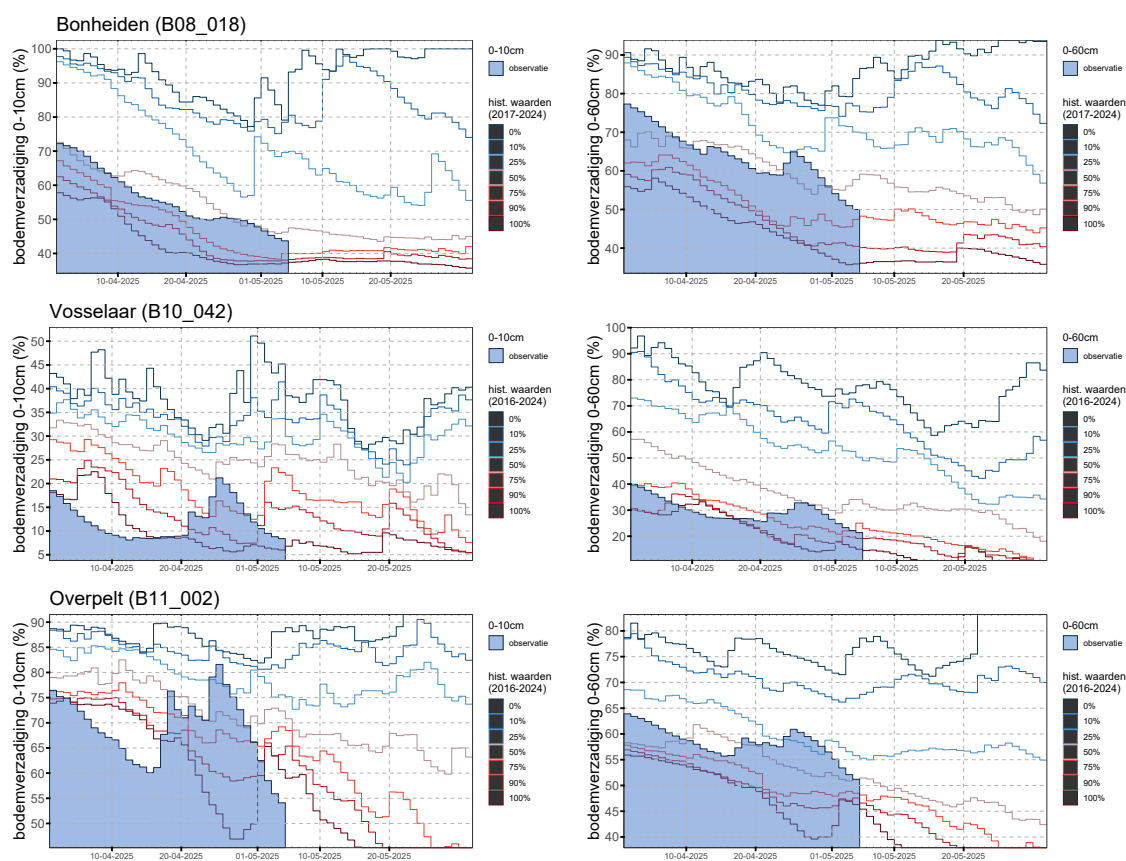 Bonheiden (B08_018)
bodemverzadiging 0-10cm (%)
100
90
80
70
60
50
40
10-04-2025 20-04-2025 01-05-2025 10-05-2025 20-05-2025
0-10cm
observatie
hist. waarden
(2017-2024)
0%
10%
25%
50%
75%
90%
100%
bodemverzadiging 0-60cm (%)
90
80
70
60
50
40
10-04-2025 20-04-2025 01-05-2025 10-05-2025 20-05-2025
0-60cm
observatie
hist. waarden
(2017-2024)
0%
10%
25%
50%
75%
90%
100%
Vosselaar (B10_042)
bodemverzadiging 0-10cm (%)
50
45
40
35
30
25
20
15
10
5
10-04-2025 20-04-2025 01-05-2025 10-05-2025 20-05-2025
0-10cm
observatie
hist. waarden
(2016-2024)
0%
10%
25%
50%
75%
90%
100%
bodemverzadiging 0-60cm (%)
100
90
80
70
60
50
40
30
20
10-04-2025 20-04-2025 01-05-2025 10-05-2025 20-05-2025
0-60cm
observatie
hist. waarden
(2016-2024)
0%
10%
25%
50%
75%
90%
100%
Overpelt (B11_002)
bodemverzadiging 0-10cm (%)
90
85
80
75
70
65
60
55
50
10-04-2025 20-04-2025 01-05-2025 10-05-2025 20-05-2025
0-10cm
observatie
hist. waarden
(2016-2024)
0%
10%
25%
50%
75%
90%
100%
bodemverzadiging 0-60cm (%)
80
75
70
65
60
55
50
45
40
10-04-2025 20-04-2025 01-05-2025 10-05-2025 20-05-2025
0-60cm
observatie
hist. waarden
(2016-2024)
0%
10%
25%
50%
75%
90%
100%